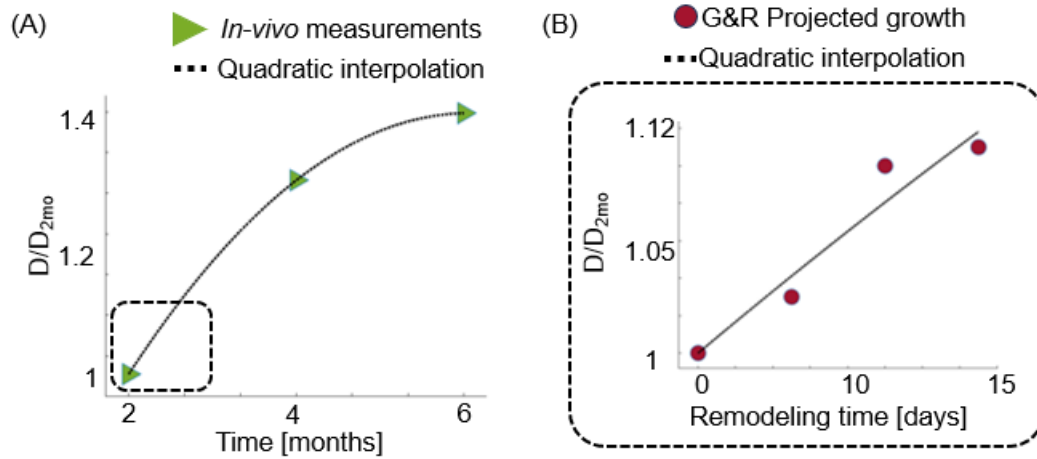 (A)
In-vivo measurements
Quadratic interpolation
1.4
1.2
1
D/D2mo
2 4 6
Time [months]
(B)
G&R Projected growth
Quadratic interpolation
1.12
1.05
1
D/D2mo
0 10 15
Remodeling time [days]